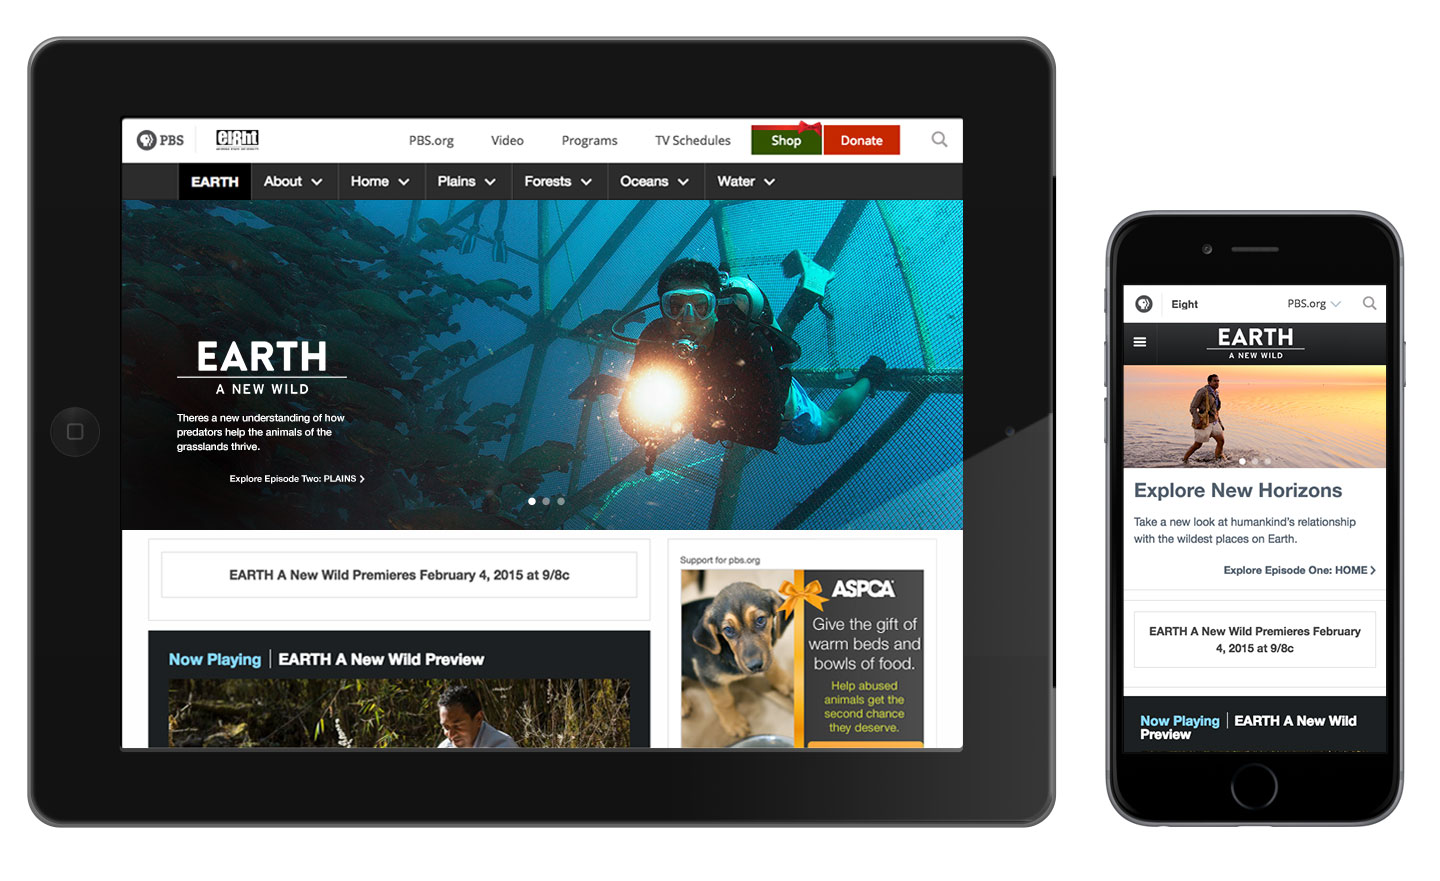 PBS
eight
PBS.org
Video
Programs
TV Schedules
Shop
Donate
EARTH
About
Home
Plains
Forests
Oceans
Water
EARTH
A NEW WILD
Theres a new understanding of how
predators help the animals of the
grasslands thrive.
Explore Episode Two: PLAINS
EARTH A New Wild Premieres February 4, 2015 at 9/8c
Now Playing | EARTH A New Wild Preview
Support for pbs.org
ASPCA
Give the gift of
warm beds and
bowls of food.
Help abused
animals get the
second chance
they deserve.
Eight
PBS.org
EARTH
A NEW WILD
Explore New Horizons
Take a new look at humankind's relationship
with the wildest places on Earth.
Explore Episode One: HOME
EARTH A New Wild Premieres February
4, 2015 at 9/8c
Now Playing | EARTH A New Wild
Preview